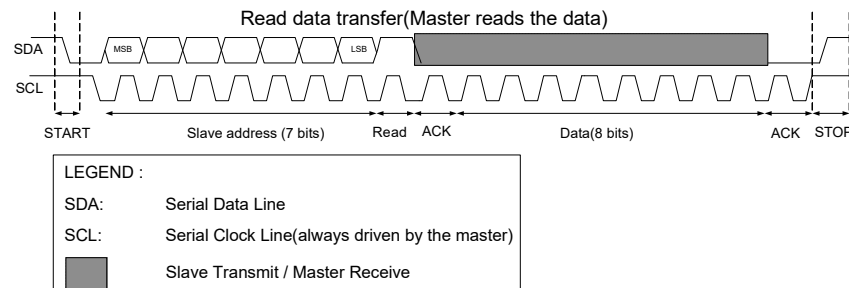 Read data transfer(Master reads the data)
SDA MSB LSB
SCL
START Slave address (7 bits) Read ACK Data(8 bits) ACK STOP
LEGEND :
SDA: Serial Data Line
SCL: Serial Clock Line(always driven by the master)
Slave Transmit / Master Receive